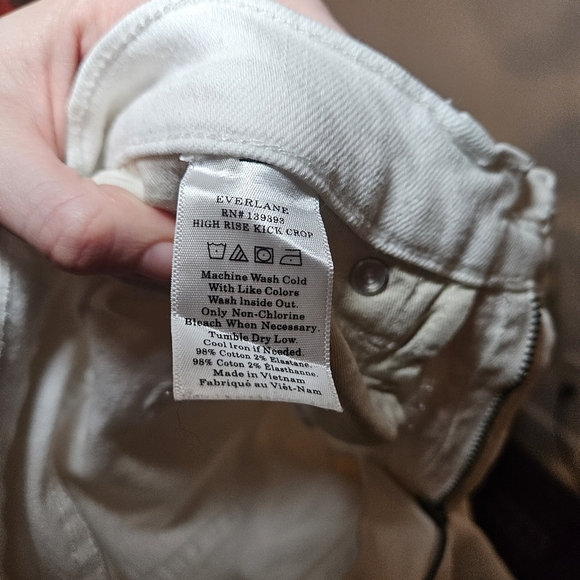 EVERLANE
RN# 139393
HIGH RISE KICK CROP
Machine Wash Cold
With Like Colors
Wash Inside Out.
Only Non-Chlorine
Bleach When Necessary.
Tumble Dry Low.
Cool Iron if Needed.
98% Cotton 2% Elastane.
98% Coton 2% Élasthanne.
Made in Vietnam
Fabriqué au Viêt-Nam